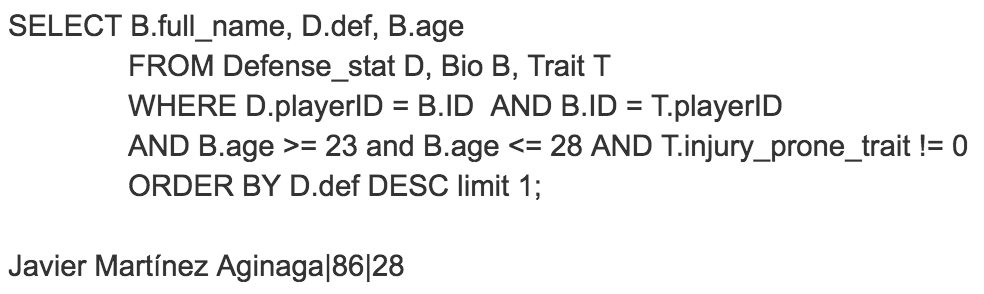 SELECT B.full_name, D.def, B.age
FROM Defense_stat D, Bio B, Trait T
WHERE D.playerID = B.ID  AND B.ID = T.playerID
AND B.age >= 23 and B.age <= 28 AND T.injury_prone_trait != 0
ORDER BY D.def DESC limit 1;
Javier Martínez Aginaga|86|28